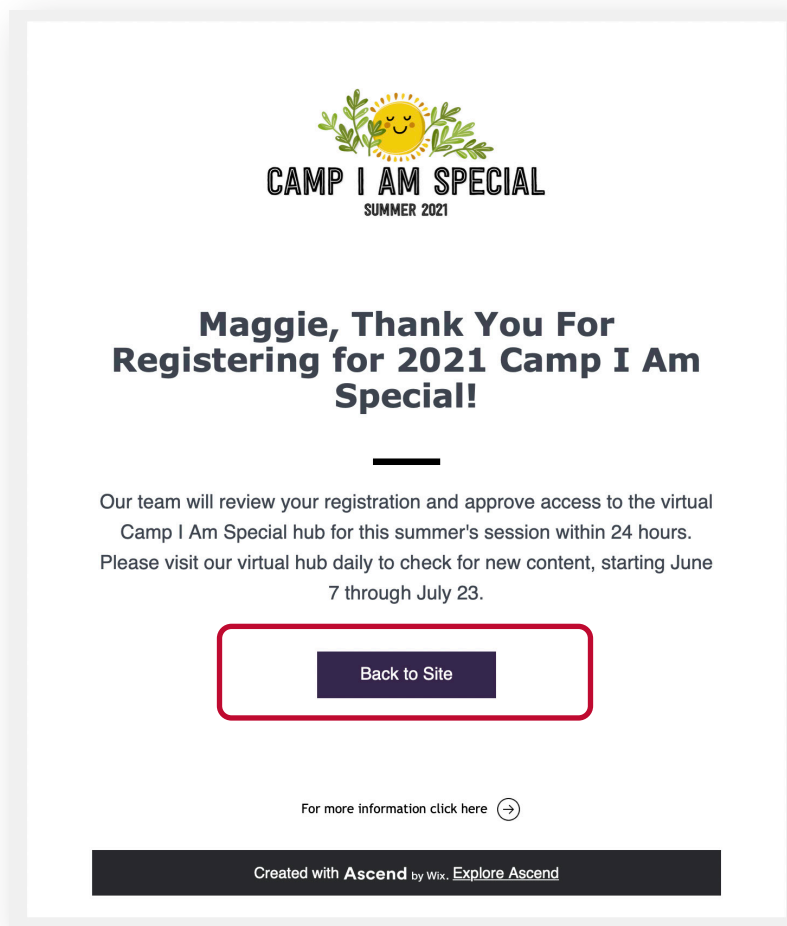 CAMP I AM SPECIAL
SUMMER 2021
Maggie, Thank You For
Registering for 2021 Camp I Am
Special!
Our team will review your registration and approve access to the virtual
Camp I Am Special hub for this summer's session within 24 hours.
Please visit our virtual hub daily to check for new content, starting June
7 through July 23.
Back to Site
For more information click here
Created with Ascend by Wix. Explore Ascend